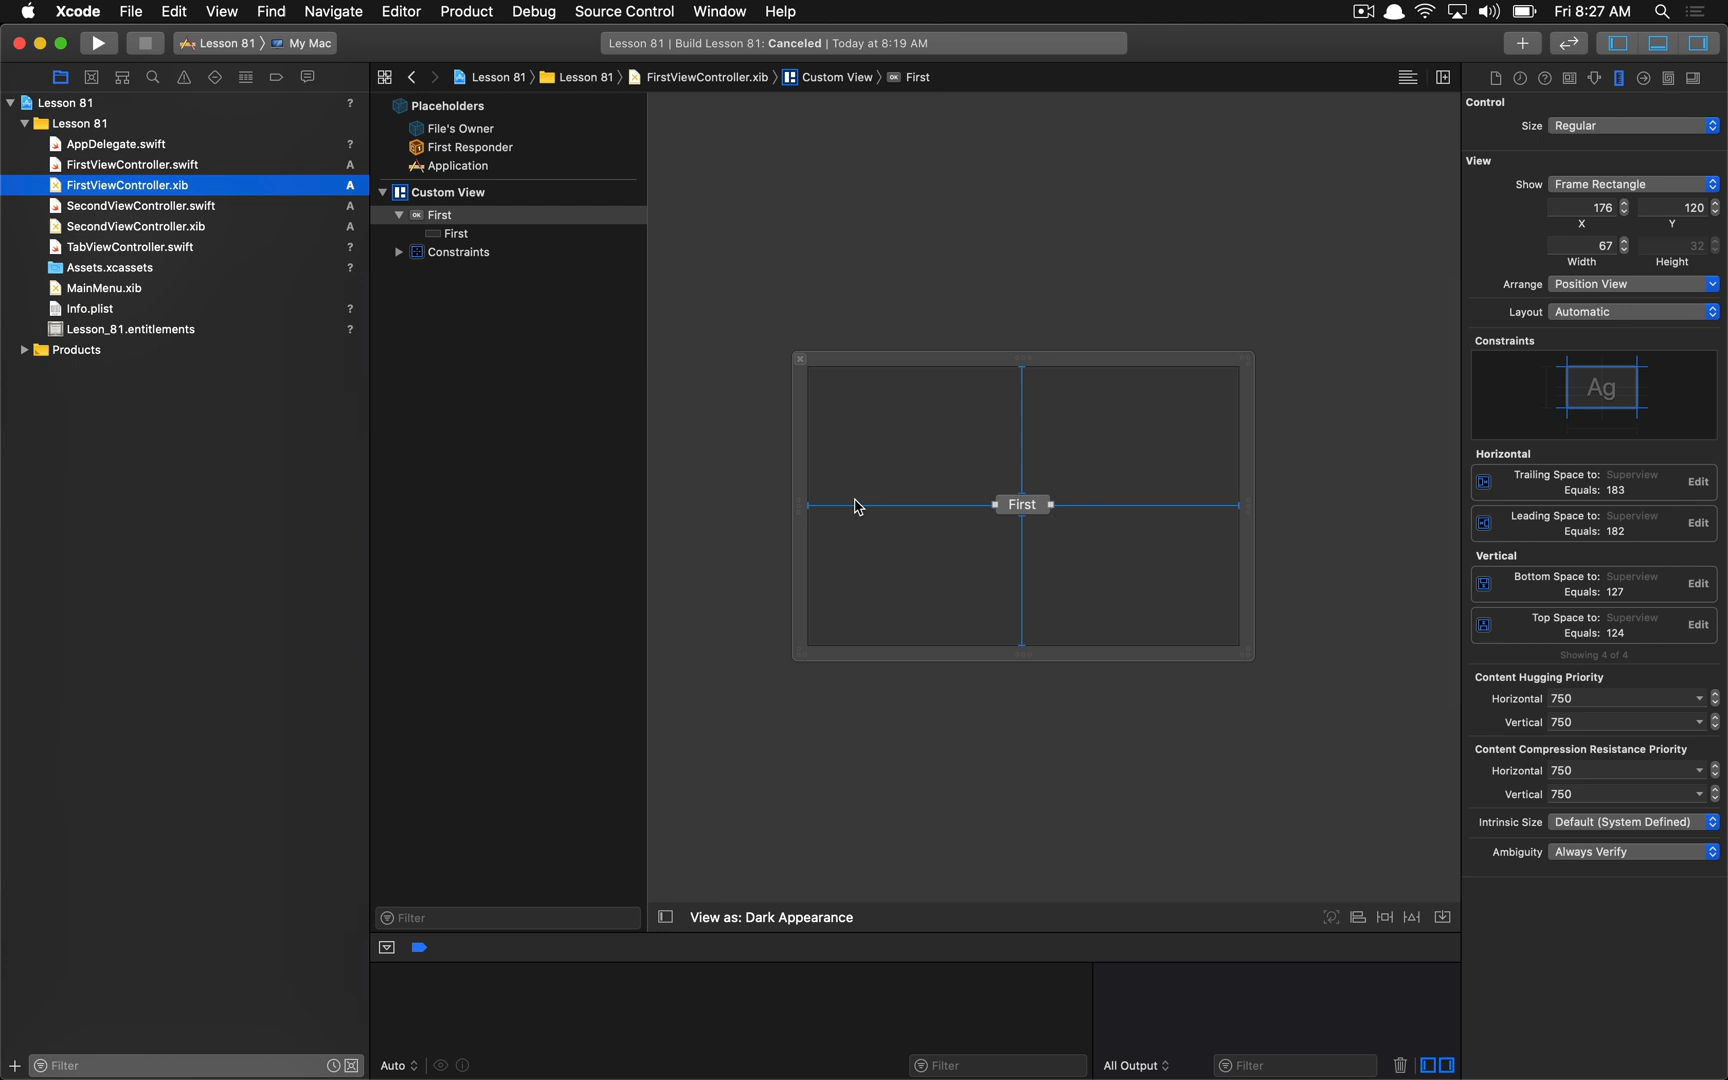 Xcode File Edit View Find Navigate Editor Product Debug Source Control Window Help Fri 8:27 AM
Lesson 81 My Mac
Lesson 81 | Build Lesson 81: Canceled | Today at 8:19 AM
Lesson 81 Lesson 81 FirstViewController.xib Custom View OK First
Lesson 81 ?
Lesson 81
AppDelegate.swift ?
FirstViewController.swift A
FirstViewController.xib A
SecondViewController.swift A
SecondViewController.xib A
TabViewController.swift ?
Assets.xcassets ?
MainMenu.xib
Info.plist ?
Lesson_81.entitlements ?
Products
Filter
Placeholders
File's Owner
First Responder
Application
Custom View
OK First
First
Constraints
Filter
First
View as: Dark Appearance
Auto
Filter
All Output
Filter
Control
Size Regular
View
Show Frame Rectangle
176 120
X Y
67 32
Width Height
Arrange Position View
Layout Automatic
Constraints
Ag
Horizontal
Trailing Space to: Superview
Equals: 183
Edit
Leading Space to: Superview
Equals: 182
Edit
Vertical
Bottom Space to: Superview
Equals: 127
Edit
Top Space to: Superview
Equals: 124
Edit
Showing 4 of 4
Content Hugging Priority
Horizontal 750
Vertical 750
Content Compression Resistance Priority
Horizontal 750
Vertical 750
Intrinsic Size Default (System Defined)
Ambiguity Always Verify